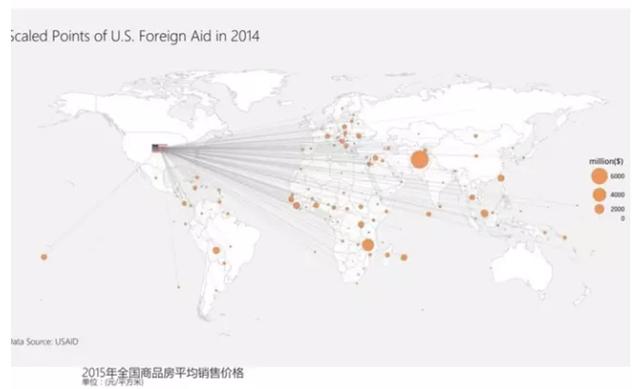 Scaled Points of U.S. Foreign Aid in 2014
million($)
6000
4000
2000
0
Data Source: USAID
2015年全国商品房平均销售价格
单位：(元/平方米)